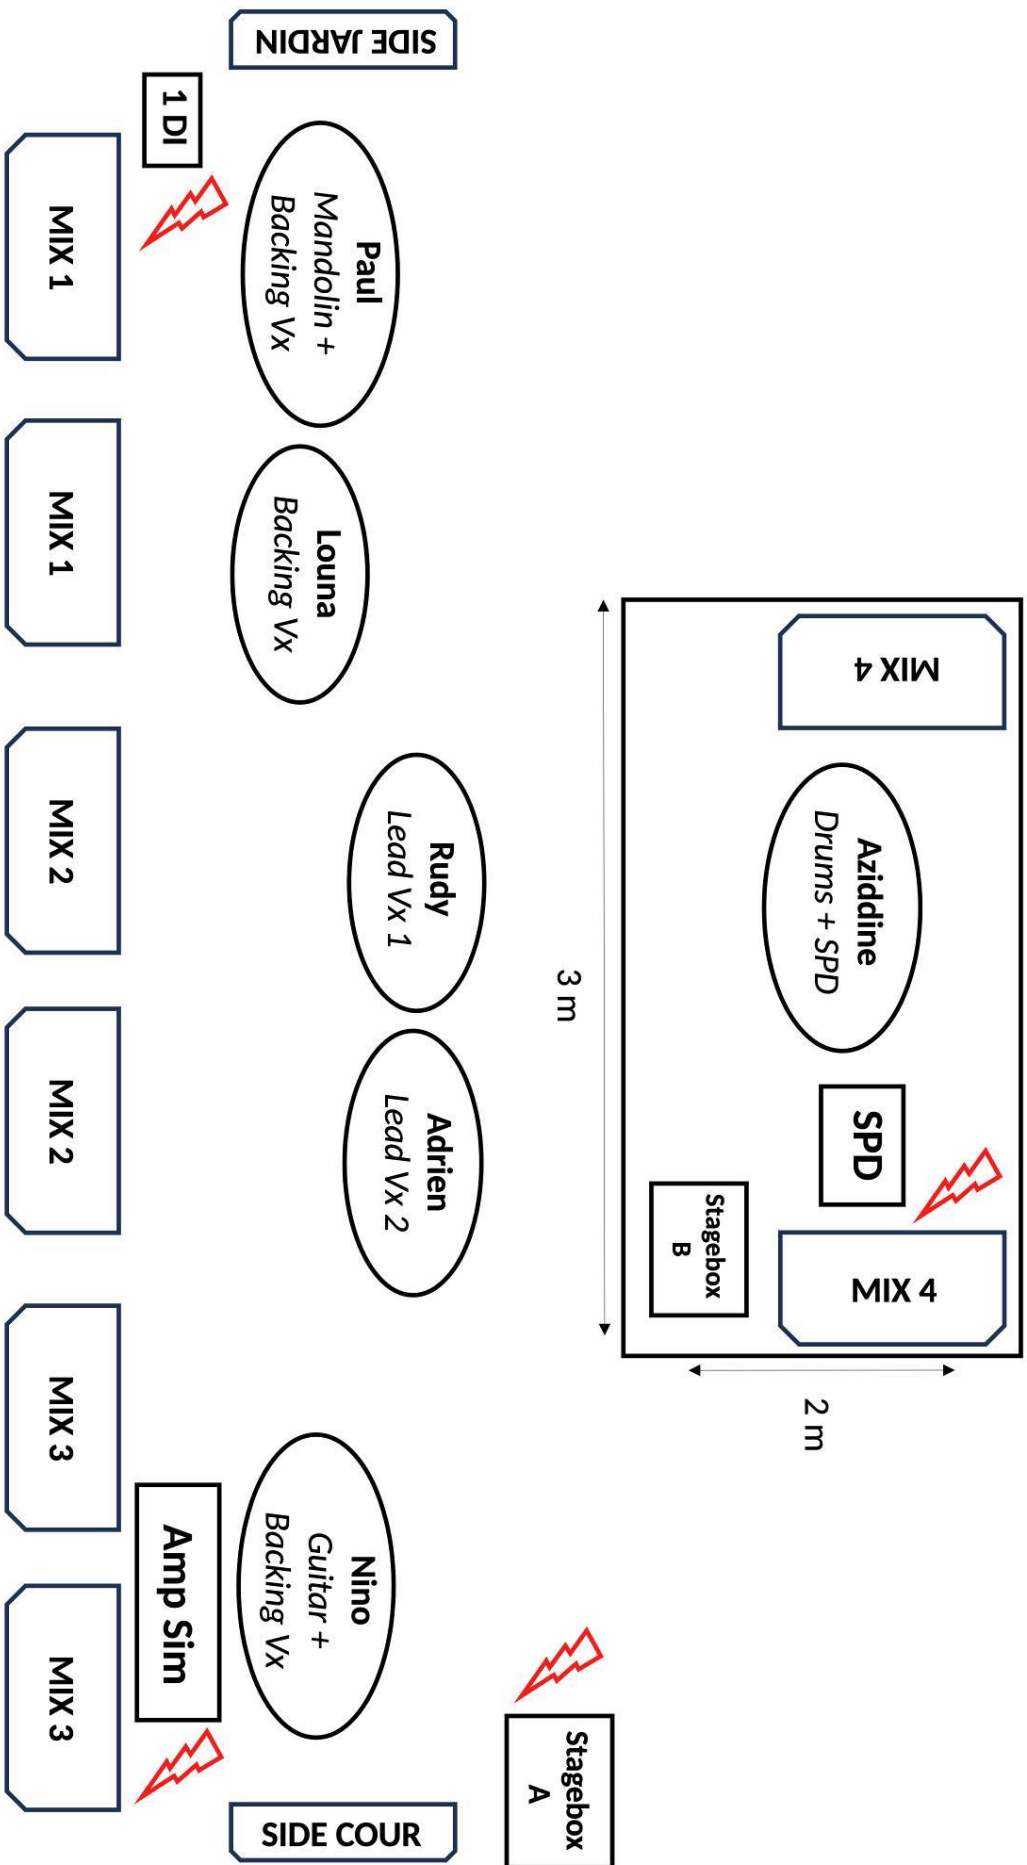 MIX 4
Aziddine
Drums + SPD
SPD
MIX 4
Stagebox
B
3 m
2 m
SIDE JARDIN
Paul
Mandolin +
Backing Vx
Louna
Backing Vx
Rudy
Lead Vx 1
Adrien
Lead Vx 2
Nino
Guitar +
Backing Vx
Stagebox
A
SIDE COUR
1 DI
Amp Sim
MIX 1
MIX 1
MIX 2
MIX 2
MIX 3
MIX 3